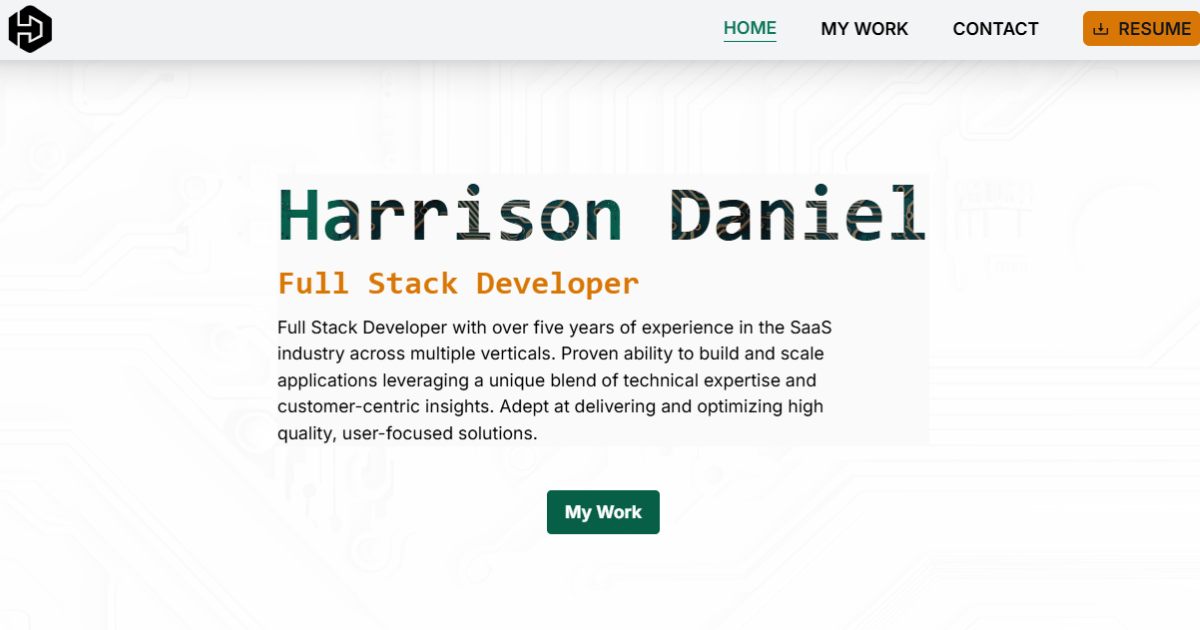 HOME MY WORK CONTACT RESUME
Harrison Daniel
Full Stack Developer
Full Stack Developer with over five years of experience in the SaaS
industry across multiple verticals. Proven ability to build and scale
applications leveraging a unique blend of technical expertise and
customer-centric insights. Adept at delivering and optimizing high
quality, user-focused solutions.
My Work